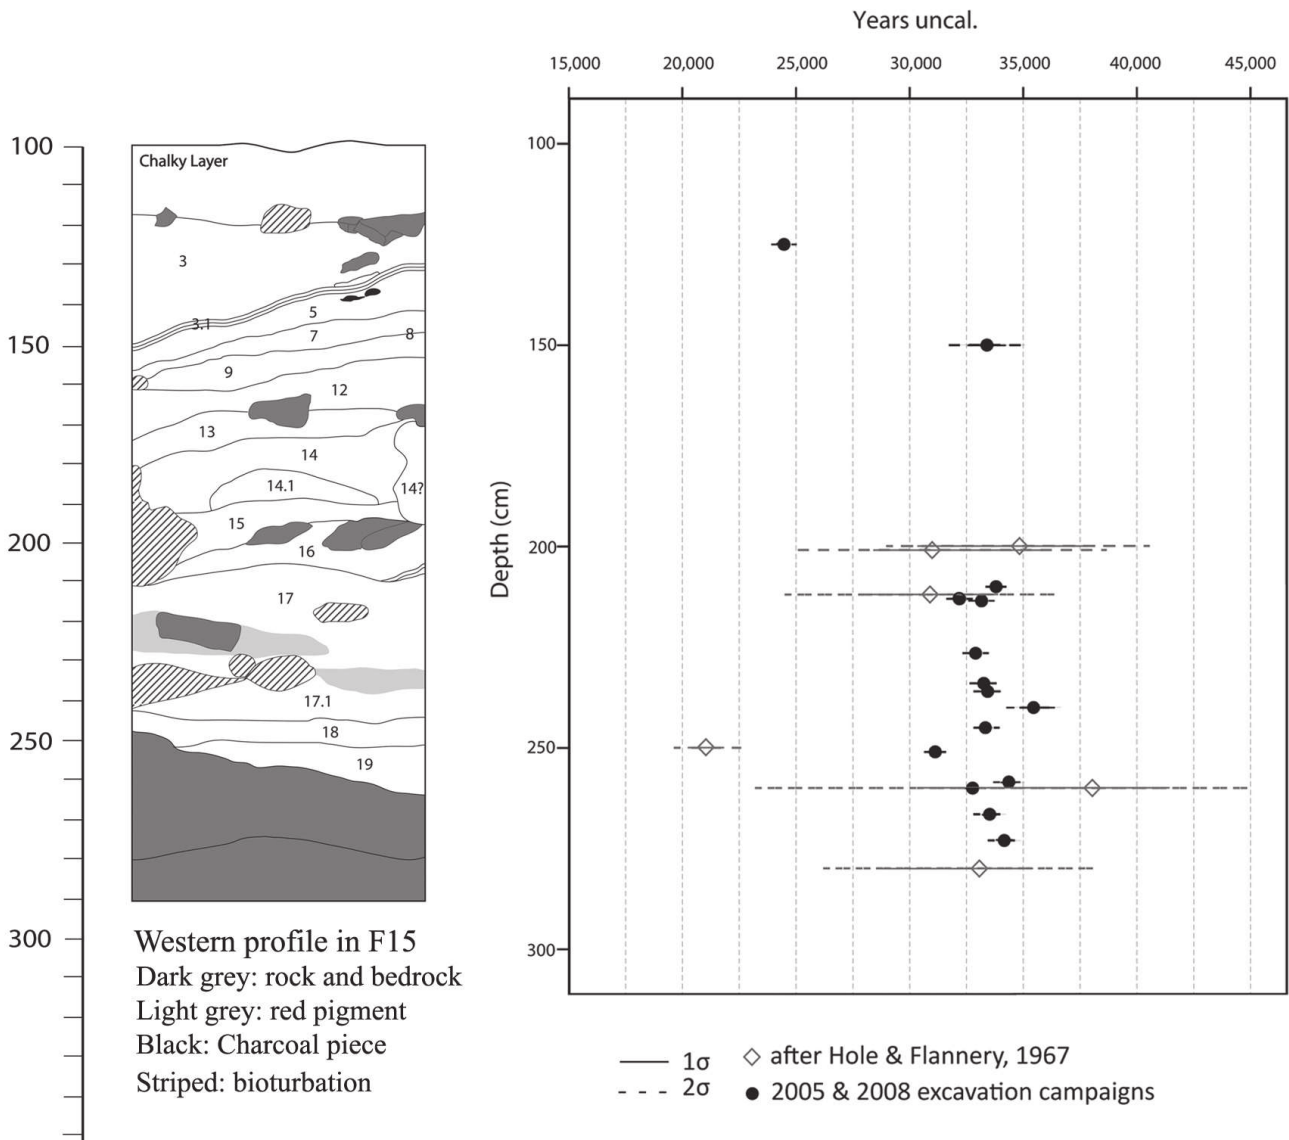 Years uncal.
15,000 20,000 25,000 30,000 35,000 40,000 45,000
100
150
200
250
300
Chalky Layer
3
3.1
5
7
8
9
12
13
14
14.1
14?
15
16
17
17.1
18
19
Depth (cm)
100
150
200
250
300
Western profile in F15
Dark grey: rock and bedrock
Light grey: red pigment
Black: Charcoal piece
Striped: bioturbation
1σ
2σ
after Hole & Flannery, 1967
2005 & 2008 excavation campaigns